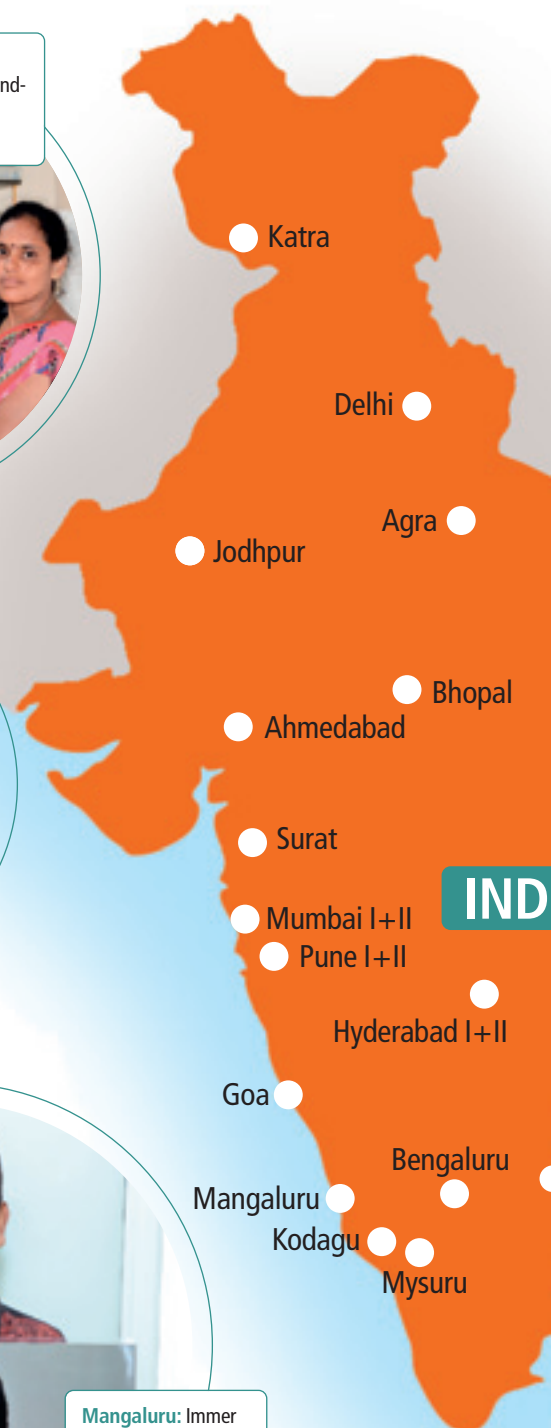 nd-
Katra
Delhi
Agra
Jodhpur
Bhopal
Ahmedabad
Surat
IND
Mumbai I+II
Pune I+II
Hyderabad I+II
Goa
Bengaluru
Mangaluru
Kodagu
Mysuru
Mangaluru: Immer